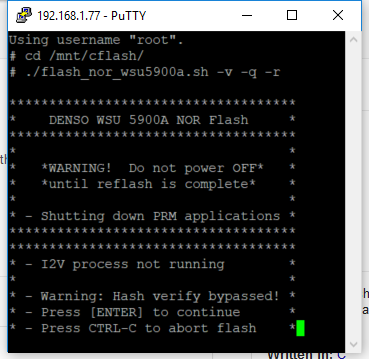 192.168.1.77 - PuTTY
Using username "root".
# cd /mnt/cflash/
# ./flash_nor_wsu5900a.sh -v -q -r
************************************
*    DENSO WSU 5900A NOR Flash     *
************************************
*                                  *
*   *WARNING!  Do not power OFF*   *
*   *until reflash is complete*    *
*                                  *
* - Shutting down PRM applications *
************************************
************************************
* - I2V process not running        *
*                                  *
* - Warning: Hash verify bypassed! *
* - Press [ENTER] to continue      *
* - Press CTRL-C to abort flash    *
Written in: C